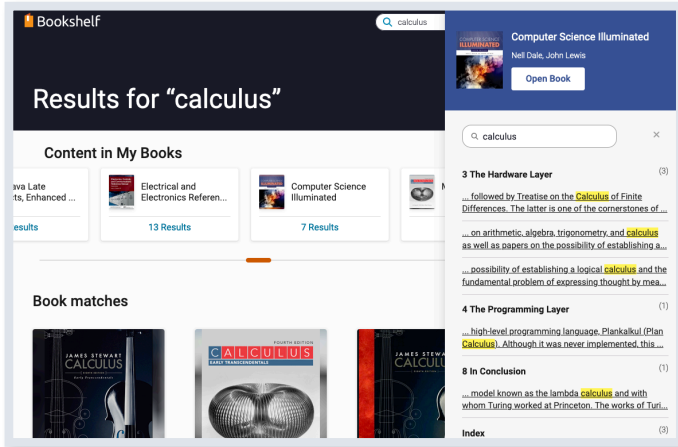 Bookshelf
calculus
Results for “calculus”
Content in My Books
ava Late
ts, Enhanced ...
esults
Electrical and
Electronics Referen...
13 Results
Computer Science
Illuminated
7 Results
Book matches
JAMES STEWART
CALCULUS
FOURTH EDITION
CALCULUS
EARLY TRANSCENDENTALS
JAMES STEW
CALCUL
COMPUTER SCIENCE
ILLUMINATED
Computer Science Illuminated
Nell Dale, John Lewis
Open Book
calculus
3 The Hardware Layer (3)
... followed by Treatise on the Calculus of Finite
Differences. The latter is one of the cornerstones of ...
... on arithmetic, algebra, trigonometry, and calculus
as well as papers on the possibility of establishing a...
... possibility of establishing a logical calculus and the
fundamental problem of expressing thought by mea...
4 The Programming Layer (1)
... high-level programming language, Plankalkul (Plan
Calculus). Although it was never implemented, this ...
8 In Conclusion (1)
... model known as the lambda calculus and with
whom Turing worked at Princeton. The works of Turi...
Index (3)